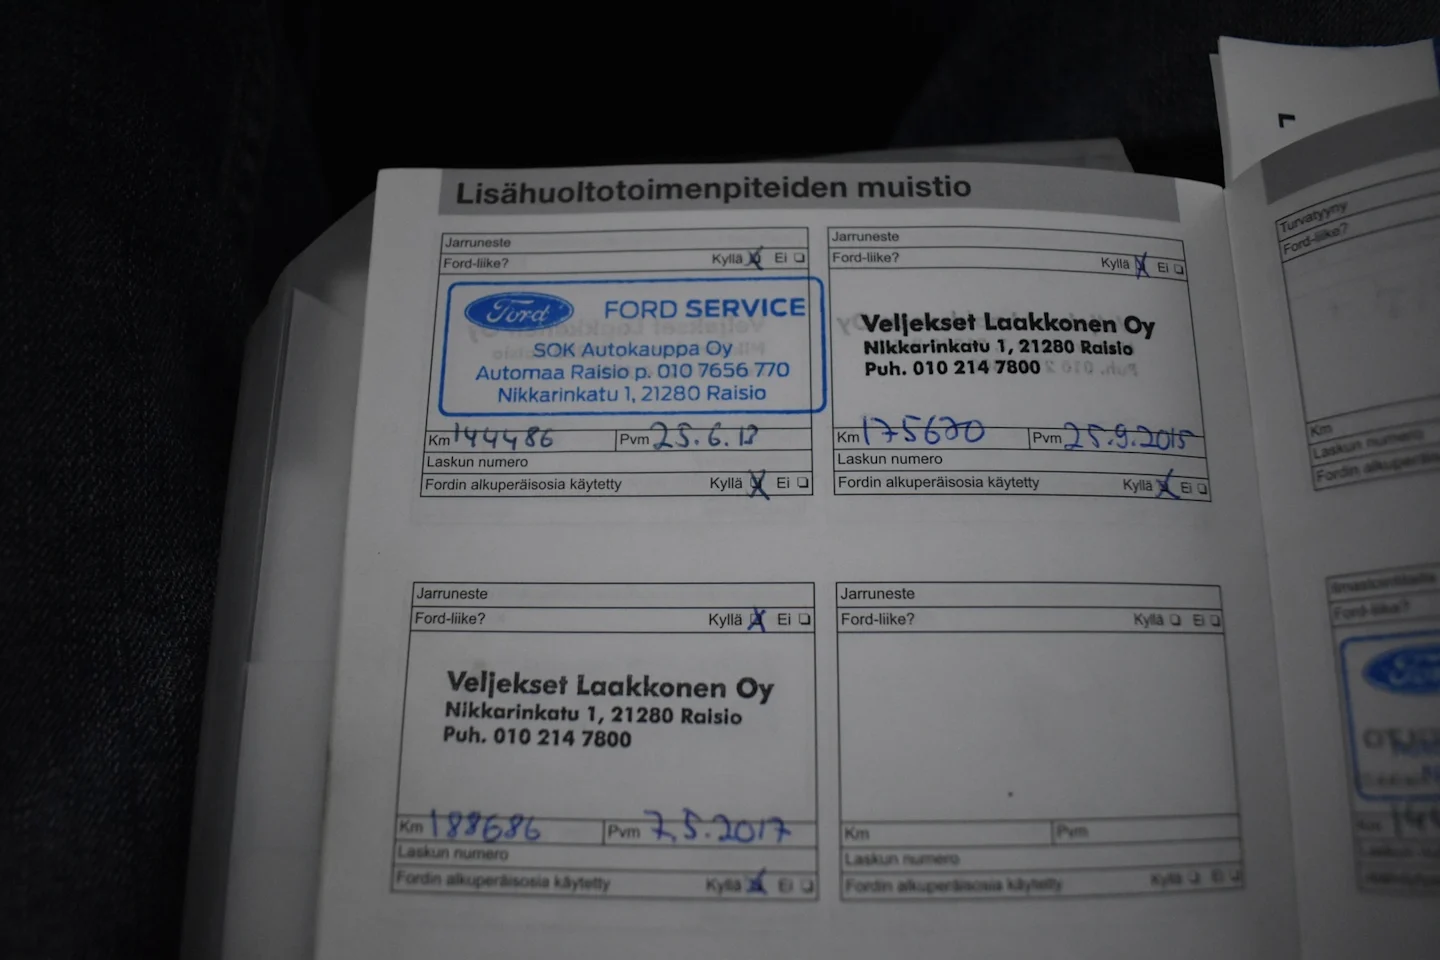 Lisähuoltotoimenpiteiden muistio
Jarruneste
Ford-liike? Kyllä Ei
Ford FORD SERVICE
SOK Autokauppa Oy
Automaa Raisio p. 010 7656 770
Nikkarinkatu 1, 21280 Raisio
Km 144486 Pvm 25.6.13
Laskun numero
Fordin alkuperäisosia käytetty Kyllä Ei
Jarruneste
Ford-liike? Kyllä Ei
Veljekset Laakkonen Oy
Nikkarinkatu 1, 21280 Raisio
Puh. 010 214 7800
Km 175670 Pvm 25.9.2015
Laskun numero
Fordin alkuperäisosia käytetty Kyllä Ei
Jarruneste
Ford-liike? Kyllä Ei
Veljekset Laakkonen Oy
Nikkarinkatu 1, 21280 Raisio
Puh. 010 214 7800
Km 188686 Pvm 7.5.2017
Laskun numero
Fordin alkuperäisosia käytetty Kyllä Ei
Jarruneste
Ford-liike? Kyllä Ei
Km Pvm
Laskun numero
Fordin alkuperäisosia käytetty Kyllä Ei
L
Turvatyyny
Ford-liike?
Km
Laskun numero
Fordin
Ford-liike?